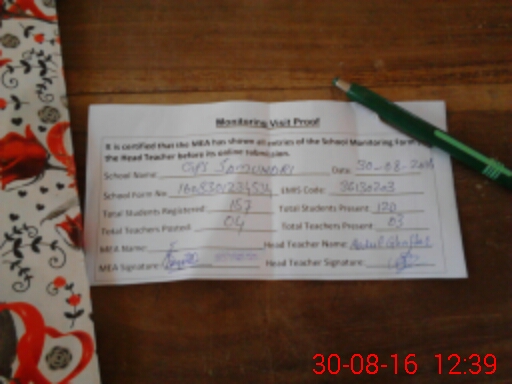 Monitoring Visit Proof
It is certified that the MEA has shown all entries of the School Monitoring Form to
the Head Teacher before its online submission.
School Name: GPS Date: 30-08-2016
School Form No
EMIS Code:
Total Students Registered: 157 Total Students Present: 120
Total Teachers Posted: 04 Total Teachers Present: 03
MEA Name: Head Teacher Name: Abdul Ghaffar
MEA Signature: Head Teacher Signature:
30-08-16 12:39